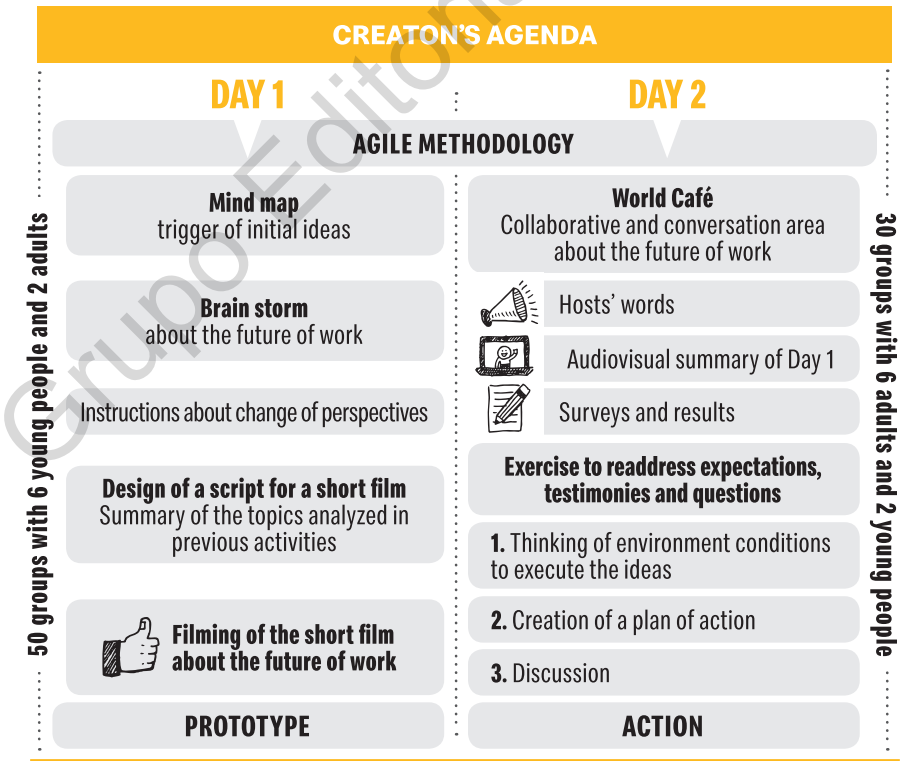 CREATON'S AGENDA
DAY 1
DAY 2
AGILE METHODOLOGY
50 groups with 6 young people and 2 adults
Mind map
trigger of initial ideas
Brain storm
about the future of work
Instructions about change of perspectives
Design of a script for a short film
Summary of the topics analyzed in
previous activities
Filming of the short film
about the future of work
PROTOTYPE
World Café
Collaborative and conversation area
about the future of work
Hosts' words
Audiovisual summary of Day 1
Surveys and results
Exercise to readdress expectations,
testimonies and questions
1. Thinking of environment conditions
to execute the ideas
2. Creation of a plan of action
3. Discussion
ACTION
30 groups with 6 adults and 2 young people
Grupo Editor